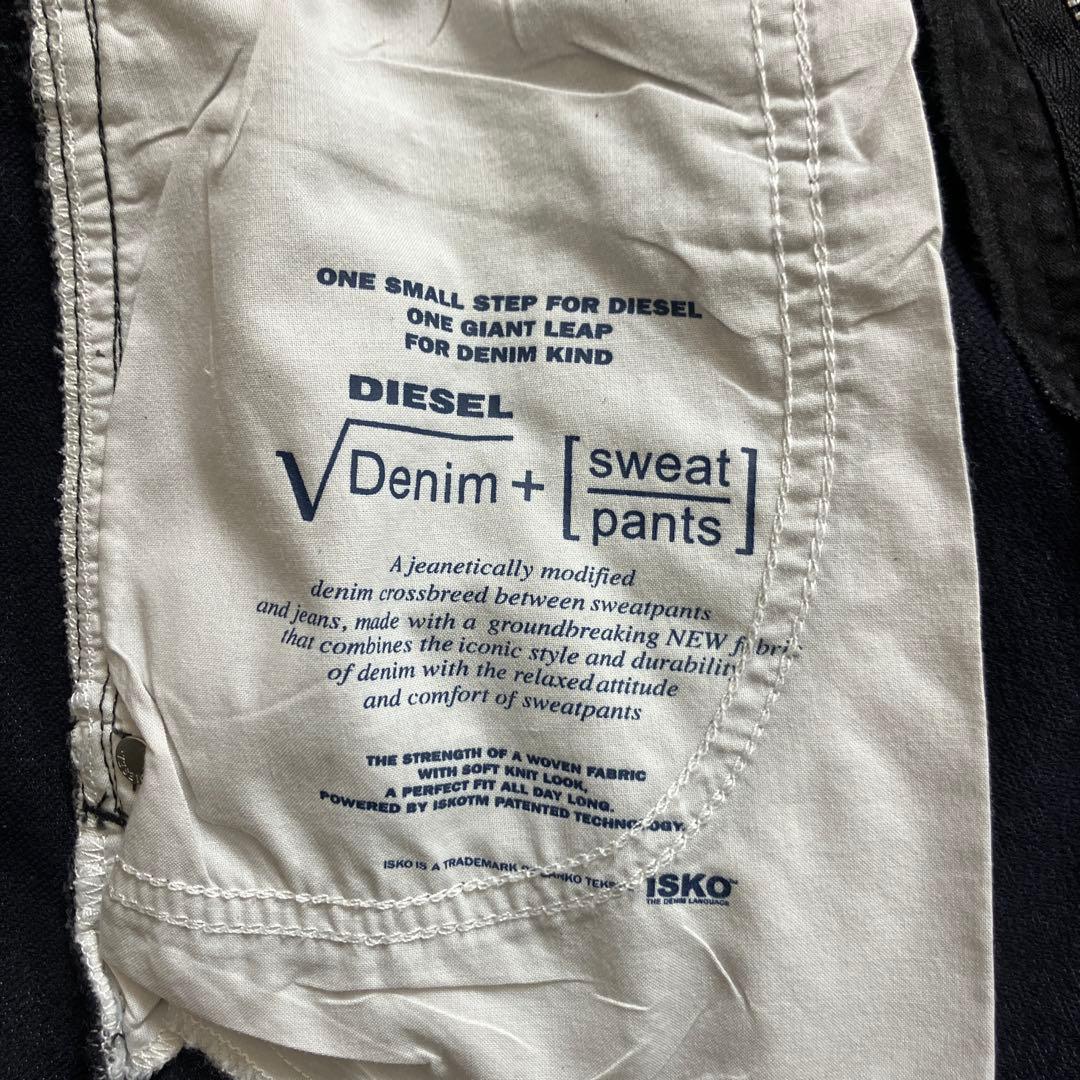 ONE SMALL STEP FOR DIESEL
ONE GIANT LEAP
FOR DENIM KIND
DIESEL
√Denim + [sweat
pants]
A jeanetically modified
denim crossbreed between sweatpants
and jeans, made with a groundbreaking NEW fabric
that combines the iconic style and durability
of denim with the relaxed attitude
and comfort of sweatpants
THE STRENGTH OF A WOVEN FABRIC
WITH SOFT KNIT LOOK,
A PERFECT FIT ALL DAY LONG.
POWERED BY ISKOTM PATENTED TECHNOLOGY.
ISKO IS A TRADEMARK
ISKO™
THE DENIM LANGUAGE